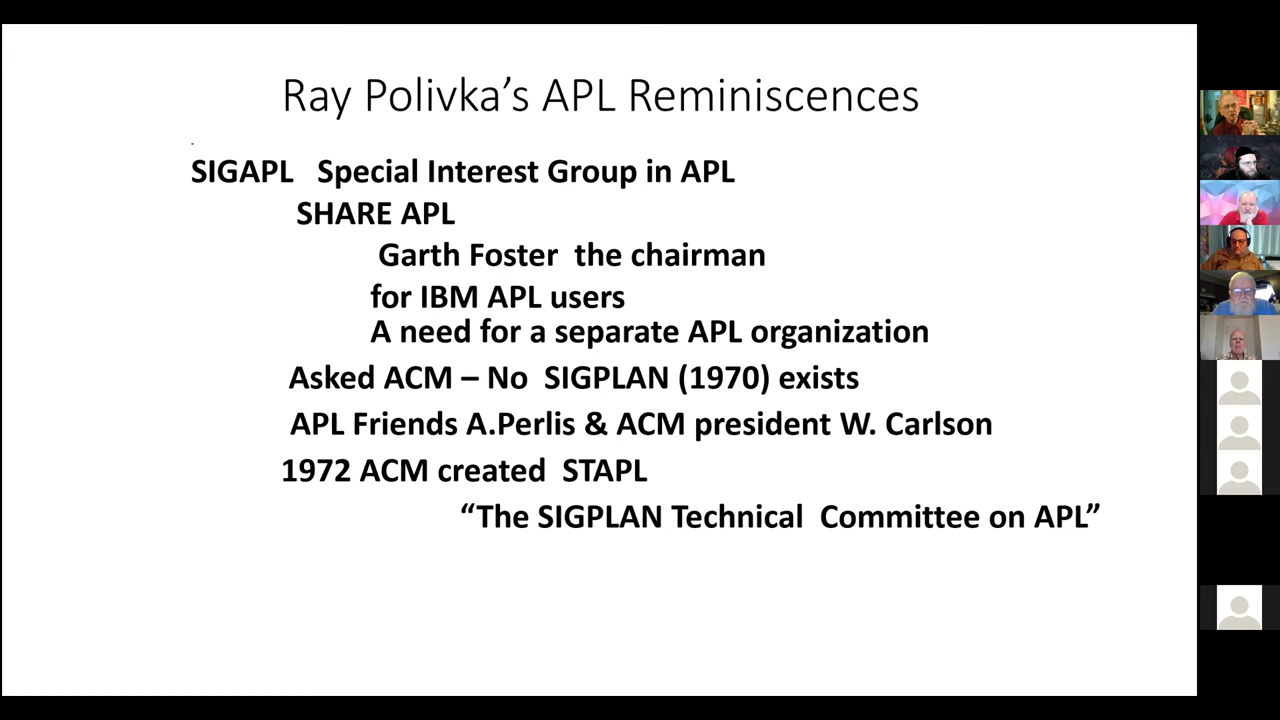 Ray Polivka’s APL Reminiscences
SIGAPL Special Interest Group in APL
SHARE APL
Garth Foster the chairman
for IBM APL users
A need for a separate APL organization
Asked ACM – No SIGPLAN (1970) exists
APL Friends A.Perlis & ACM president W. Carlson
1972 ACM created STAPL
“The SIGPLAN Technical Committee on APL”